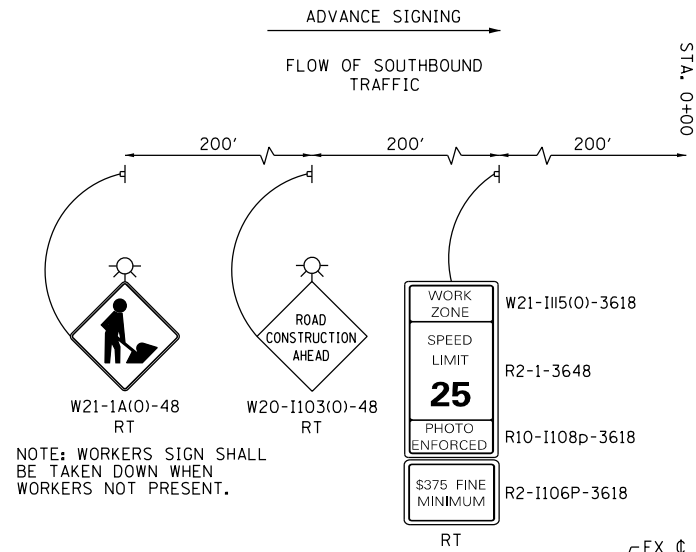 ADVANCE SIGNING
FLOW OF SOUTHBOUND
TRAFFIC
STA. 0+00
200'
200'
200'
WORK
ZONE
W21-I115(O)-3618
SPEED
LIMIT
25
R2-1-3648
PHOTO
ENFORCED
R10-I108p-3618
$375 FINE
MINIMUM
R2-I106P-3618
RT
ROAD
CONSTRUCTION
AHEAD
W20-I103(O)-48
RT
W21-1A(O)-48
RT
NOTE: WORKERS SIGN SHALL
BE TAKEN DOWN WHEN
WORKERS NOT PRESENT.
EX ℄